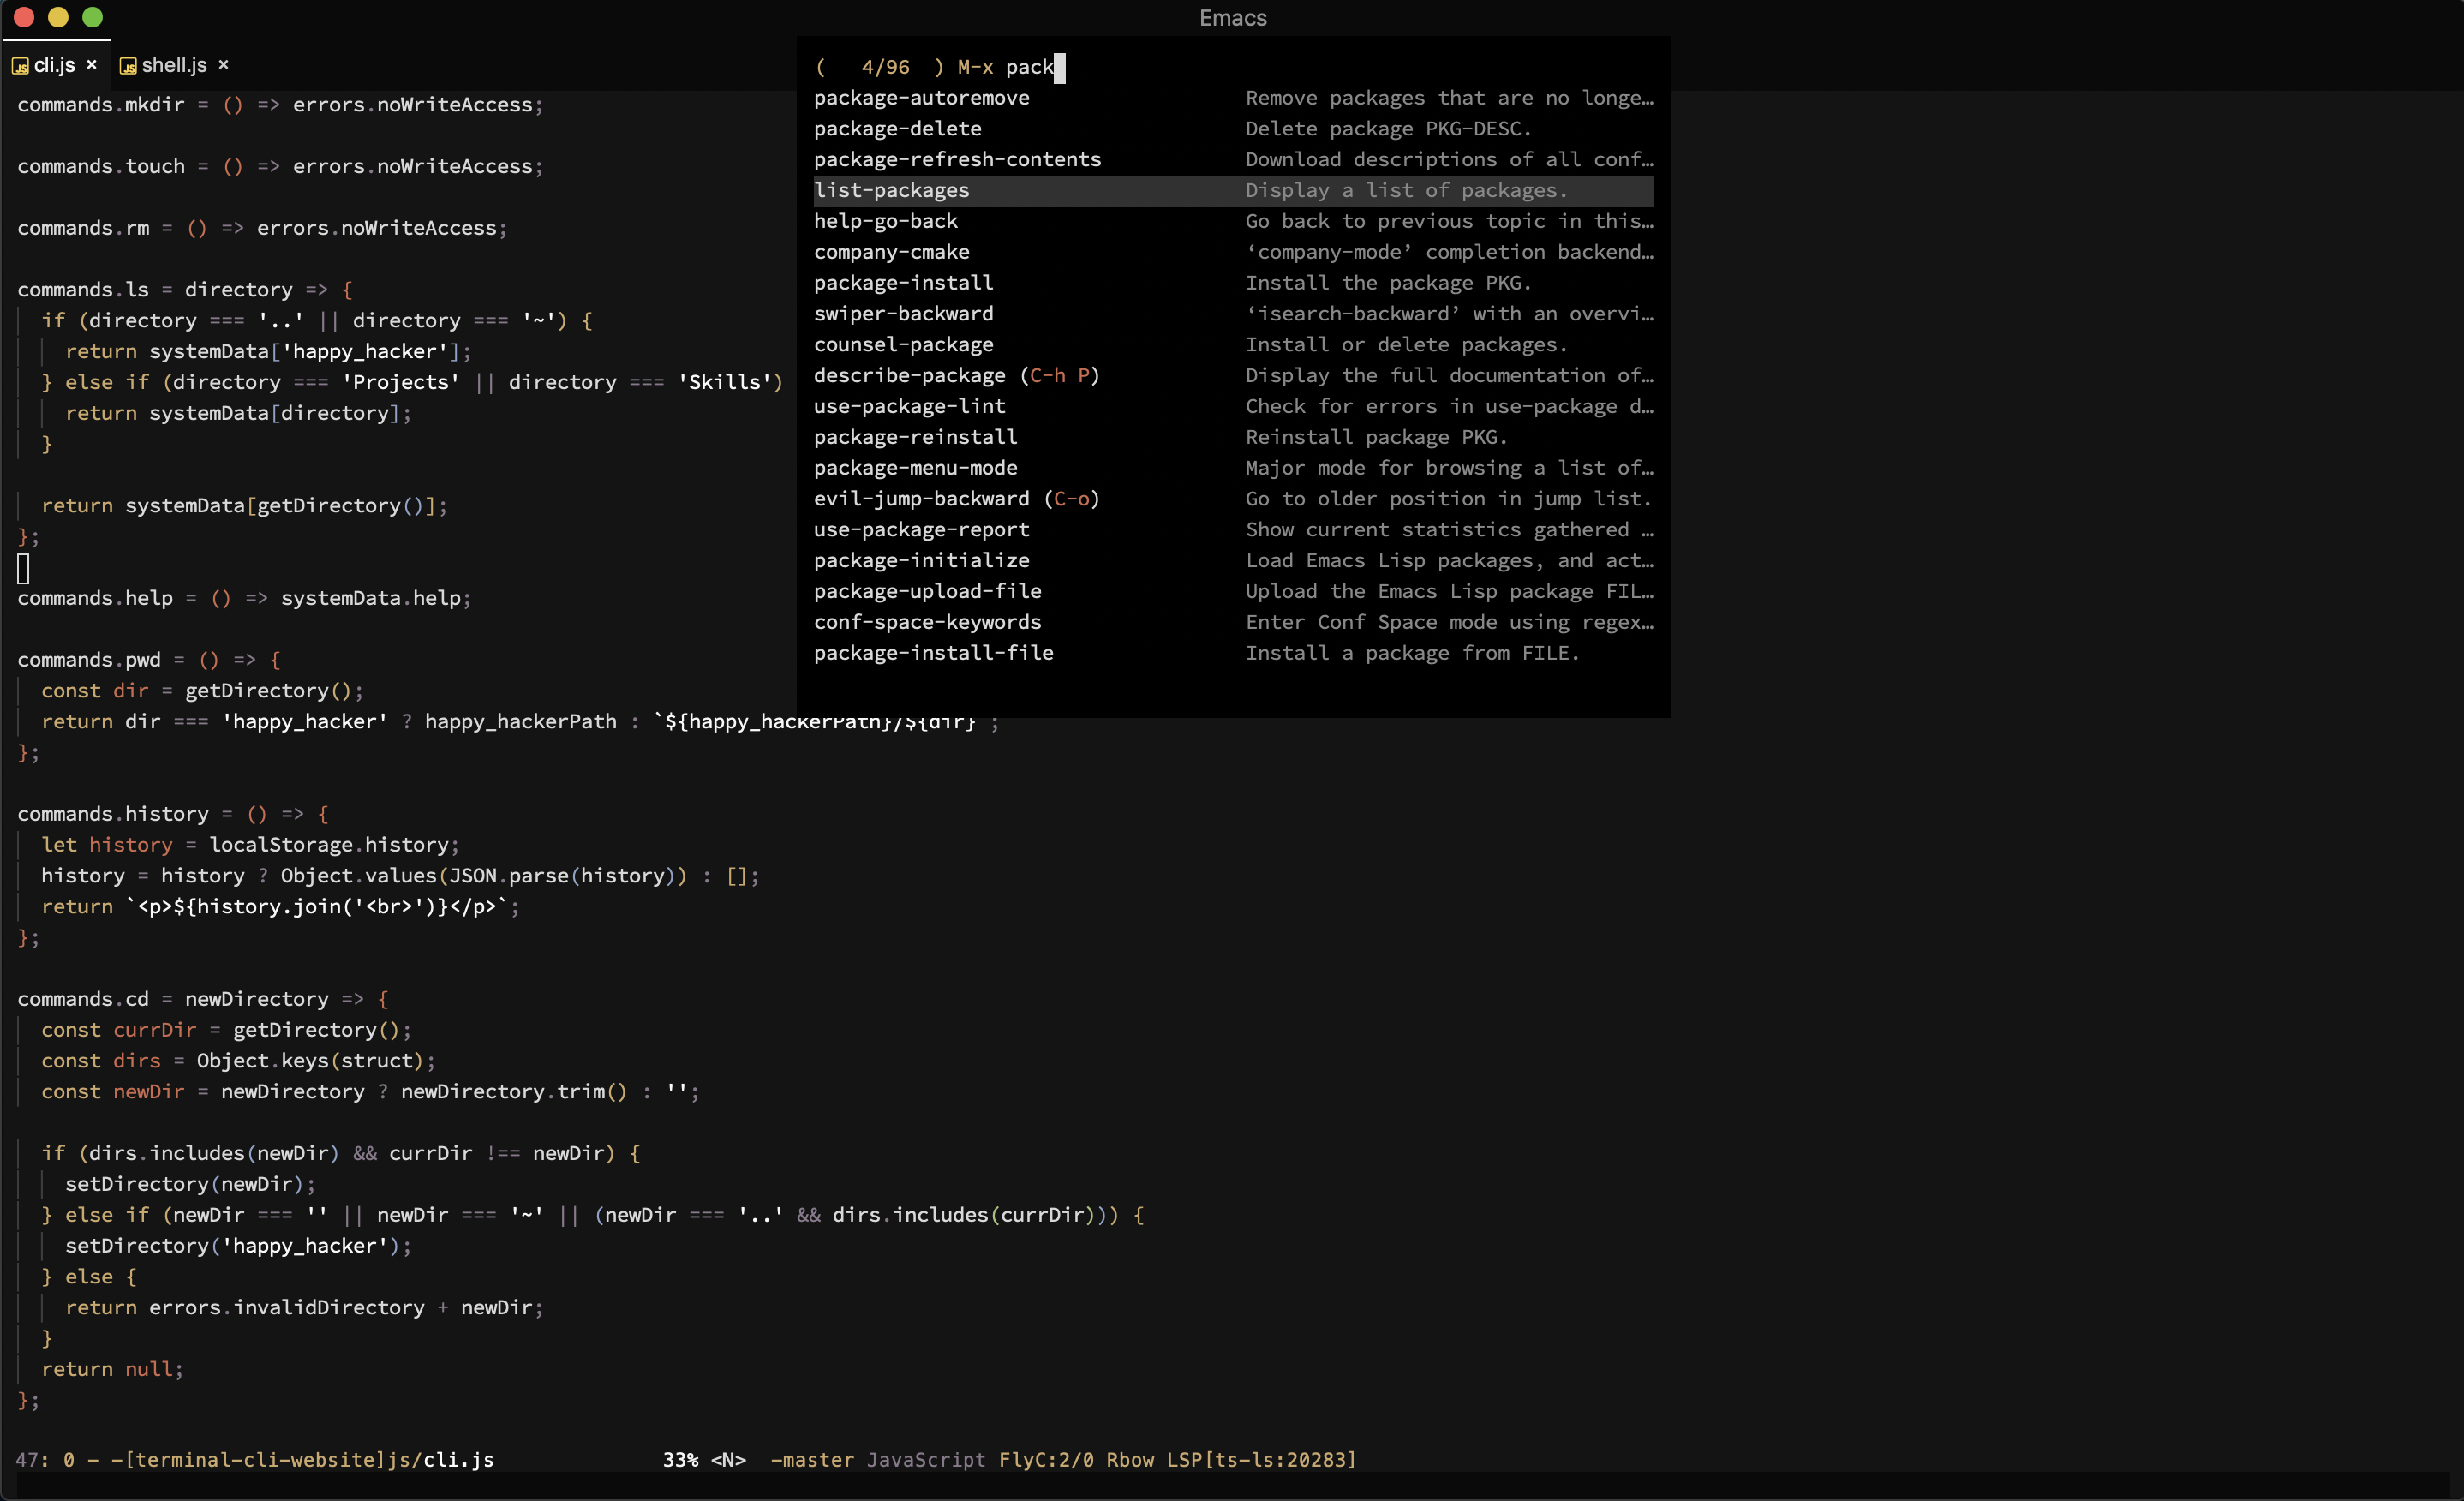 Emacs
cli.js × shell.js ×
( 4/96 ) M-x pack
package-autoremove Remove packages that are no longe…
package-delete Delete package PKG-DESC.
package-refresh-contents Download descriptions of all conf…
list-packages Display a list of packages.
help-go-back Go back to previous topic in this…
company-cmake ‘company-mode’ completion backend…
package-install Install the package PKG.
swiper-backward ‘isearch-backward’ with an overvi…
counsel-package Install or delete packages.
describe-package (C-h P) Display the full documentation of…
use-package-lint Check for errors in use-package d…
package-reinstall Reinstall package PKG.
package-menu-mode Major mode for browsing a list of…
evil-jump-backward (C-o) Go to older position in jump list.
use-package-report Show current statistics gathered …
package-initialize Load Emacs Lisp packages, and act…
package-upload-file Upload the Emacs Lisp package FIL…
conf-space-keywords Enter Conf Space mode using regex…
package-install-file Install a package from FILE.
commands.mkdir = () => errors.noWriteAccess;
commands.touch = () => errors.noWriteAccess;
commands.rm = () => errors.noWriteAccess;
commands.ls = directory => {
if (directory === '..' || directory === '~') {
return systemData['happy_hacker'];
} else if (directory === 'Projects' || directory === 'Skills')
return systemData[directory];
}
return systemData[getDirectory()];
};
commands.help = () => systemData.help;
commands.pwd = () => {
const dir = getDirectory();
return dir === 'happy_hacker' ? happy_hackerPath : `${happy_hackerPath}/${dir}`;
};
commands.history = () => {
let history = localStorage.history;
history = history ? Object.values(JSON.parse(history)) : [];
return `<p>${history.join('<br>')}</p>`;
};
commands.cd = newDirectory => {
const currDir = getDirectory();
const dirs = Object.keys(struct);
const newDir = newDirectory ? newDirectory.trim() : '';
if (dirs.includes(newDir) && currDir !== newDir) {
setDirectory(newDir);
} else if (newDir === '' || newDir === '~' || (newDir === '..' && dirs.includes(currDir))) {
setDirectory('happy_hacker');
} else {
return errors.invalidDirectory + newDir;
}
return null;
};
47: 0 - -[terminal-cli-website]js/cli.js 33% <N> -master JavaScript FlyC:2/0 Rbow LSP[ts-ls:20283]